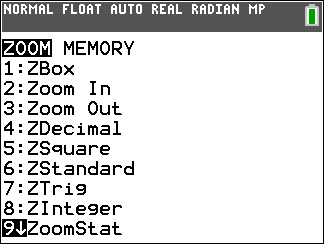 NORMAL FLOAT AUTO REAL RADIAN MP
ZOOM MEMORY
1:ZBox
2:Zoom In
3:Zoom Out
4:ZDecimal
5:ZSquare
6:ZStandard
7:ZTrig
8:ZInteger
9↓ZoomStat